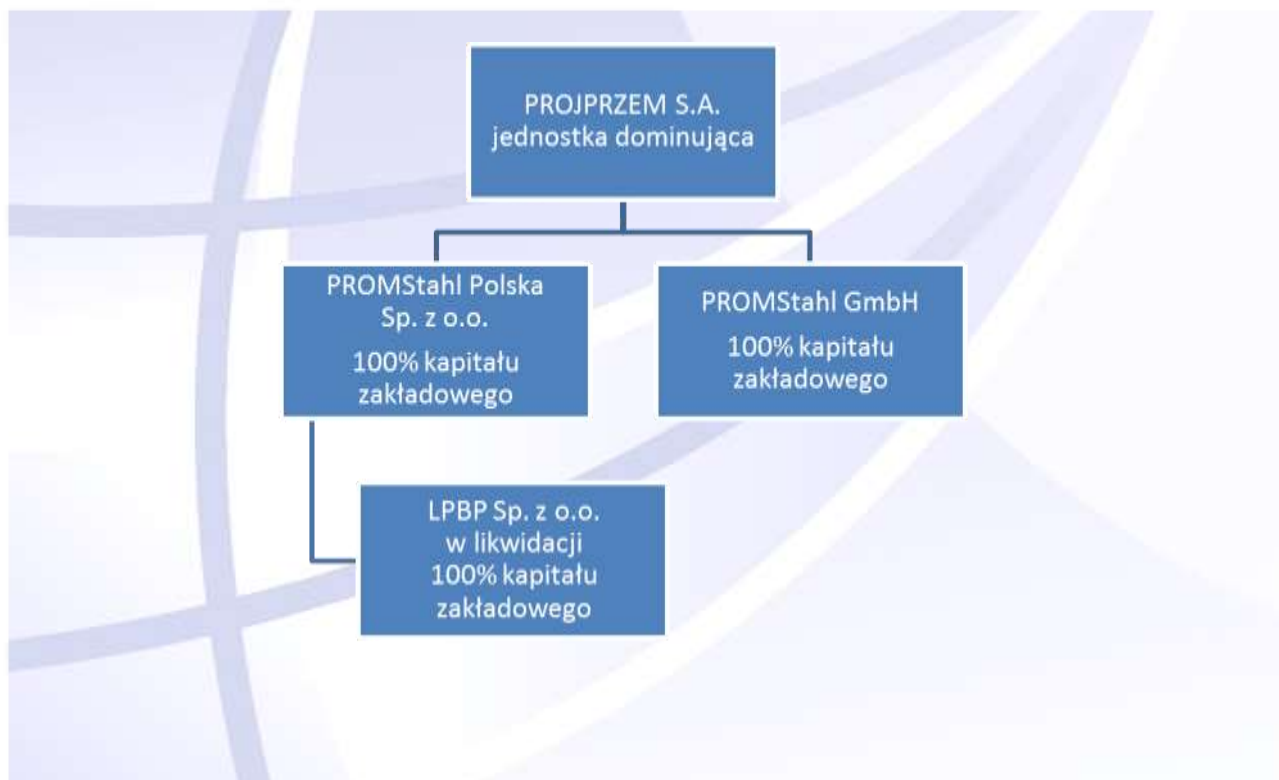 PROJPRZEM S.A.
jednostka dominująca
PROMStahl Polska
Sp. z o.o.
100% kapitału
zakładowego
PROMStahl GmbH
100% kapitału
zakładowego
LPBP Sp. z o.o.
w likwidacji
100% kapitału
zakładowego